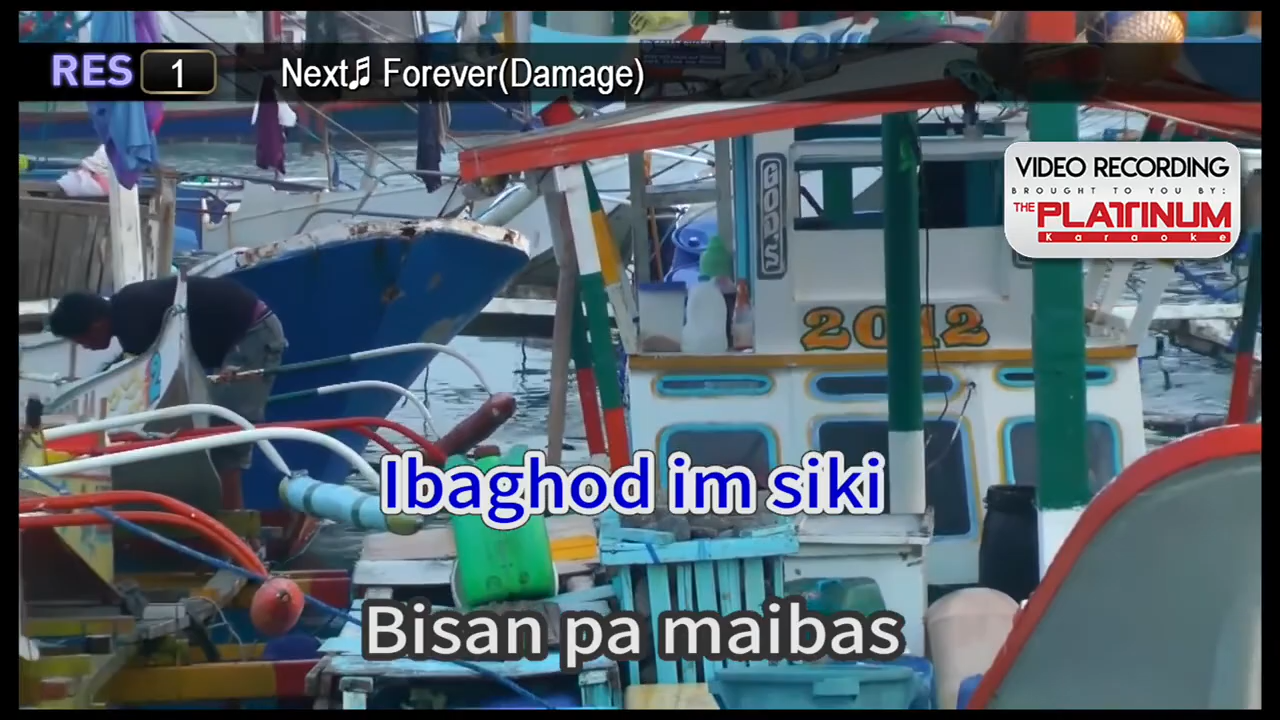 RES 1 Next♫ Forever(Damage)
VIDEO RECORDING
BROUGHT TO YOU BY:
THE PLATINUM
Karaoke
GODS
2012
Ibaghod im siki
Bisan pa maibas